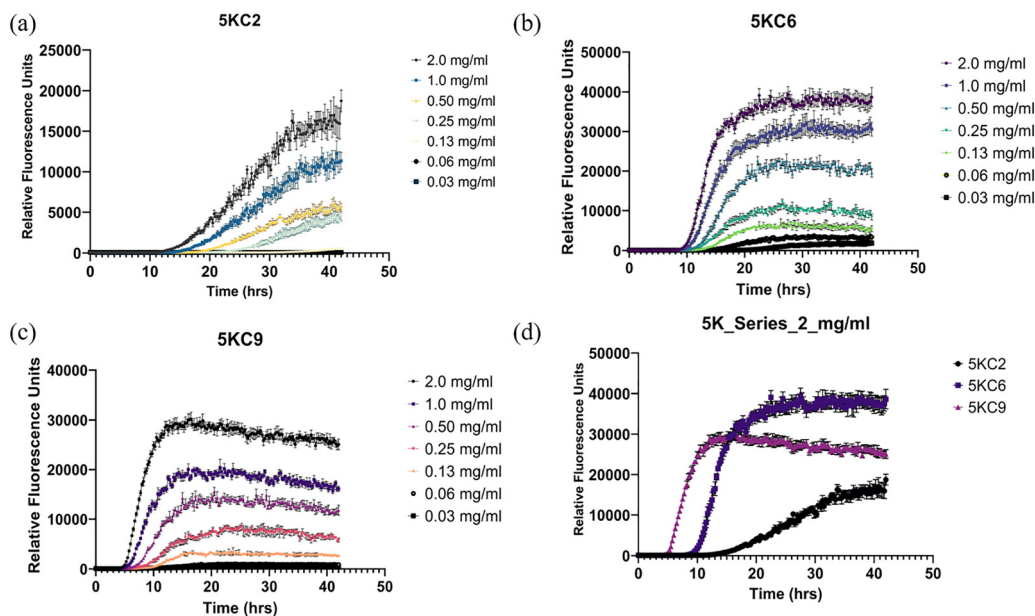 (a)
5KC2
Relative Fluorescence Units
25000
20000
15000
10000
5000
0
0 10 20 30 40 50
Time (hrs)
2.0 mg/ml
1.0 mg/ml
0.50 mg/ml
0.25 mg/ml
0.13 mg/ml
0.06 mg/ml
0.03 mg/ml
(b)
5KC6
Relative Fluorescence Units
50000
40000
30000
20000
10000
0
0 10 20 30 40 50
Time (hrs)
2.0 mg/ml
1.0 mg/ml
0.50 mg/ml
0.25 mg/ml
0.13 mg/ml
0.06 mg/ml
0.03 mg/ml
(c)
5KC9
Relative Fluorescence Units
40000
30000
20000
10000
0
0 10 20 30 40 50
Time (hrs)
2.0 mg/ml
1.0 mg/ml
0.50 mg/ml
0.25 mg/ml
0.13 mg/ml
0.06 mg/ml
0.03 mg/ml
(d)
5K_Series_2_mg/ml
Relative Fluorescence Units
50000
40000
30000
20000
10000
0
0 10 20 30 40 50
Time (hrs)
5KC2
5KC6
5KC9